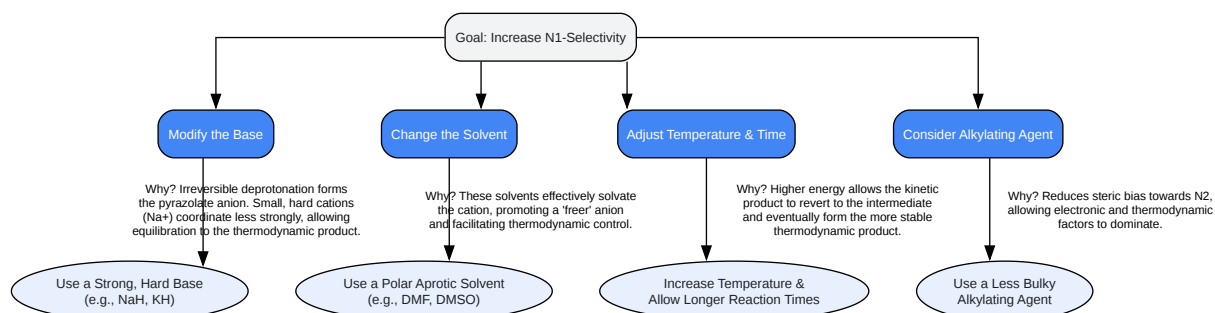 Goal: Increase N1-Selectivity
Modify the Base
Change the Solvent
Adjust Temperature & Time
Consider Alkylating Agent
Why? Irreversible deprotonation forms
the pyrazolate anion. Small, hard cations
(Na+) coordinate less strongly, allowing
equilibration to the thermodynamic product.
Why? These solvents effectively solvate
the cation, promoting a 'freer' anion
and facilitating thermodynamic control.
Why? Higher energy allows the kinetic
product to revert to the intermediate
and eventually form the more stable
thermodynamic product.
Why? Reduces steric bias towards N2,
allowing electronic and thermodynamic
factors to dominate.
Use a Strong, Hard Base
(e.g., NaH, KH)
Use a Polar Aprotic Solvent
(e.g., DMF, DMSO)
Increase Temperature &
Allow Longer Reaction Times
Use a Less Bulky
Alkylating Agent